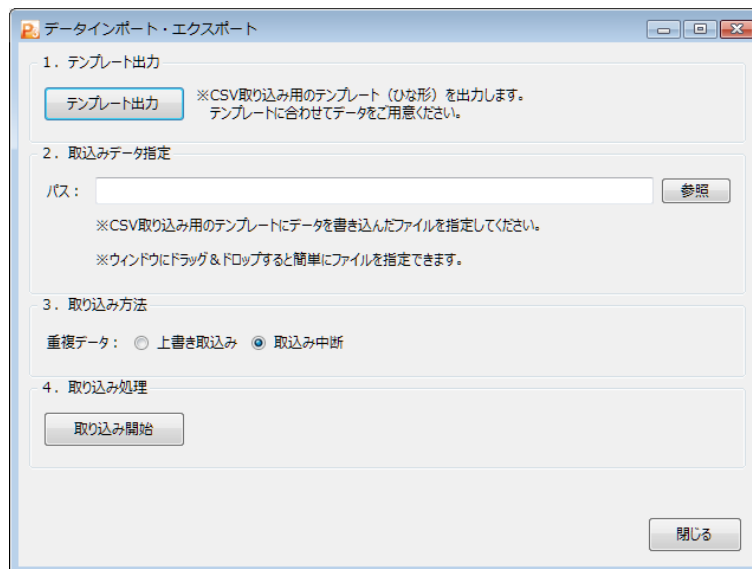 データインポート・エクスポート
1．テンプレート出力
テンプレート出力
※CSV取り込み用のテンプレート（ひな形）を出力します。
テンプレートに合わせてデータをご用意ください。
2．取込みデータ指定
パス：
参照
※CSV取り込み用のテンプレートにデータを書き込んだファイルを指定してください。
※ウィンドウにドラッグ＆ドロップすると簡単にファイルを指定できます。
3．取り込み方法
重複データ： 上書き取込み 取込み中断
4．取り込み処理
取り込み開始
閉じる